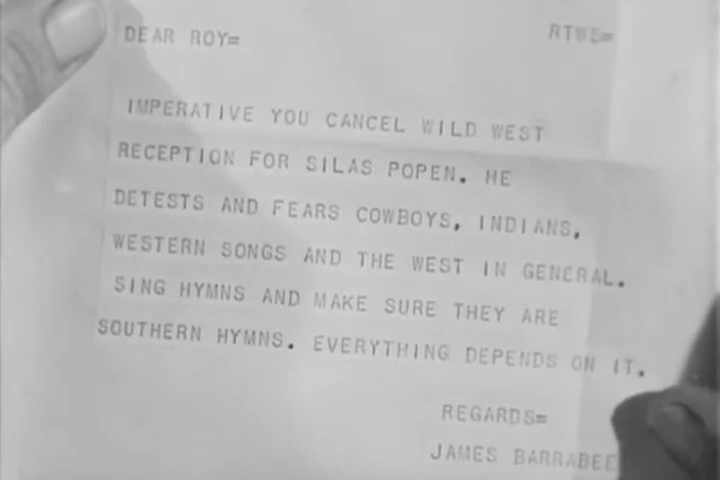 DEAR ROY= RTWS=
IMPERATIVE YOU CANCEL WILD WEST
RECEPTION FOR SILAS POPEN. HE
DETESTS AND FEARS COWBOYS, INDIANS,
WESTERN SONGS AND THE WEST IN GENERAL.
SING HYMNS AND MAKE SURE THEY ARE
SOUTHERN HYMNS. EVERYTHING DEPENDS ON IT.
REGARDS=
JAMES BARRABEE